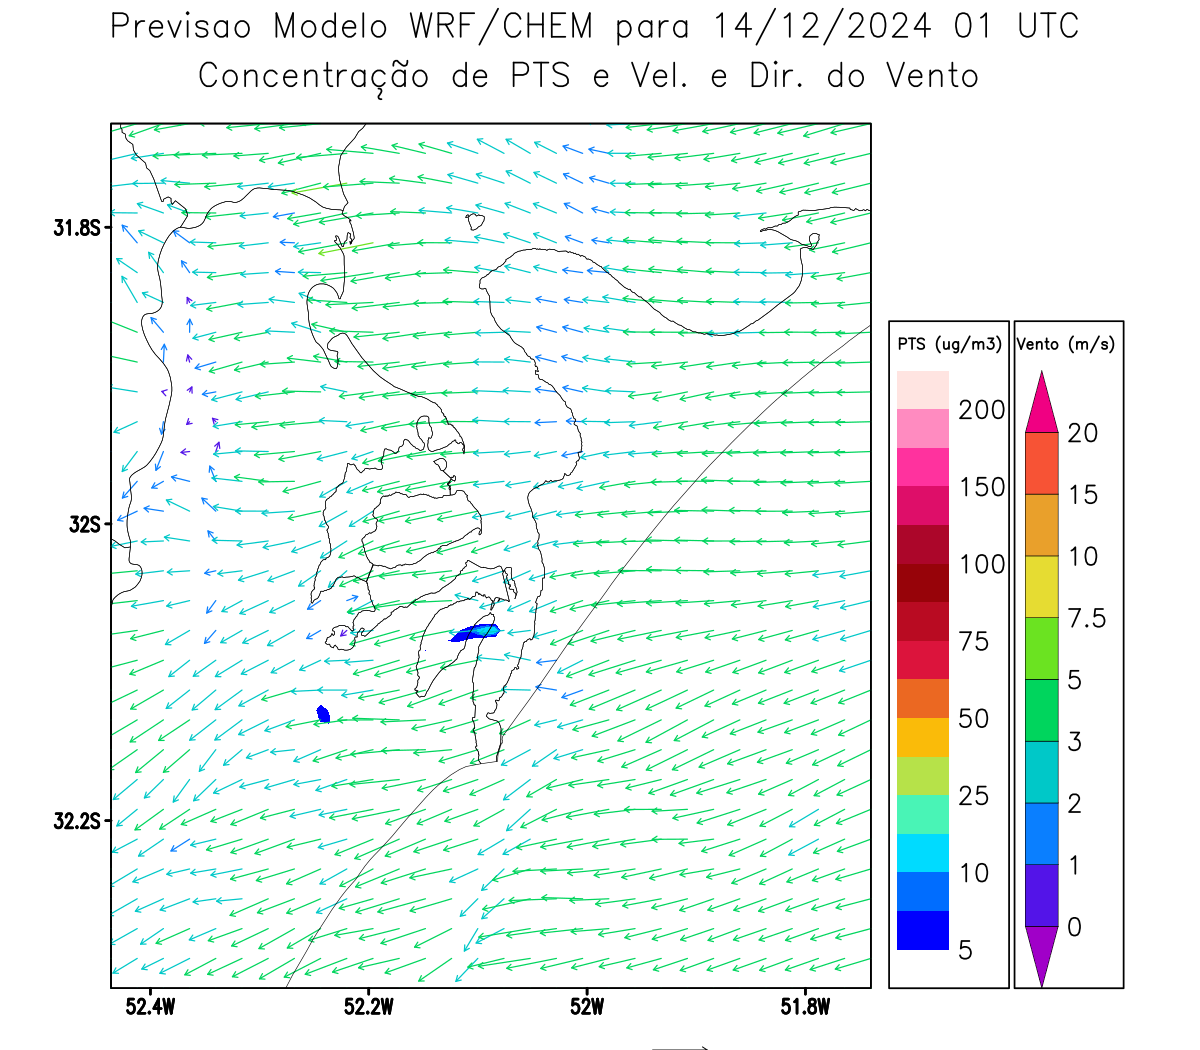 Previsao Modelo WRF/CHEM para 14/12/2024 01 UTC
Concentração de PTS e Vel. e Dir. do Vento
31.8S
32S
32.2S
52.4W
52.2W
52W
51.8W
PTS (ug/m3)
200
150
100
75
50
25
10
5
Vento (m/s)
20
15
10
7.5
5
3
2
1
0